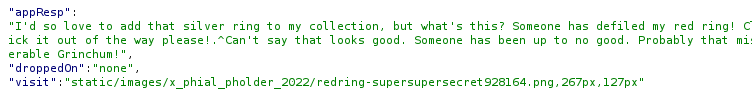 "appResp":
"I'd so love to add that silver ring to my collection, but what's this? Someone has defiled my red ring!
ick it out of the way please!.^Can't say that looks good. Someone has been up to no good. Probably that
erable Grinchum!",
"droppedOn":"none",
"visit":"static/images/x_phial_pholder_2022/redring-supersupersecret928164.png,267px,127px"